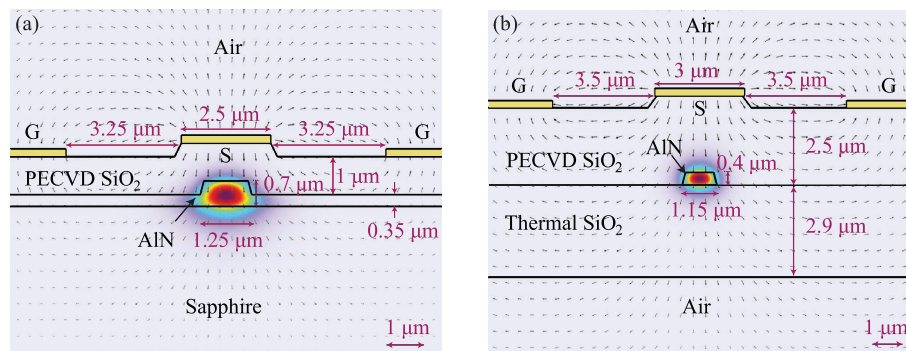 (a)
Air
2.5 μm
G
3.25 μm
3.25 μm
G
S
PECVD SiO₂
1 μm
0.7 μm
AlN
1.25 μm
0.35 μm
Sapphire
1 μm
(b)
Air
3 μm
3.5 μm
3.5 μm
G
G
S
AlN
2.5 μm
PECVD SiO₂
0.4 μm
1.15 μm
Thermal SiO₂
2.9 μm
Air
1 μm